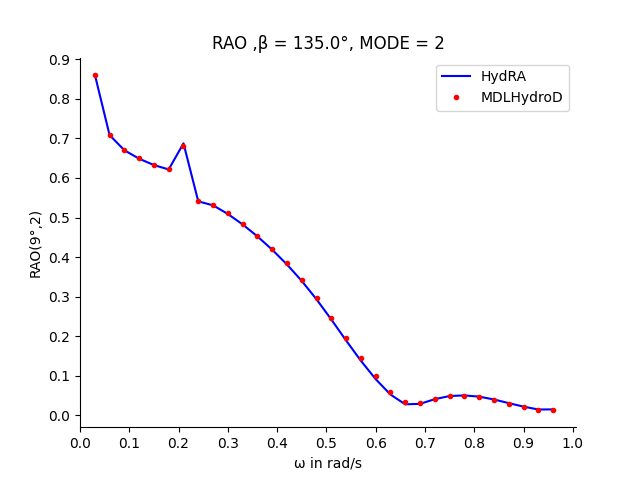 RAO ,β = 135.0°, MODE = 2
HydRA
MDLHydroD
RAO(9°,2)
0.9
0.8
0.7
0.6
0.5
0.4
0.3
0.2
0.1
0.0
0.0 0.1 0.2 0.3 0.4 0.5 0.6 0.7 0.8 0.9 1.0
ω in rad/s